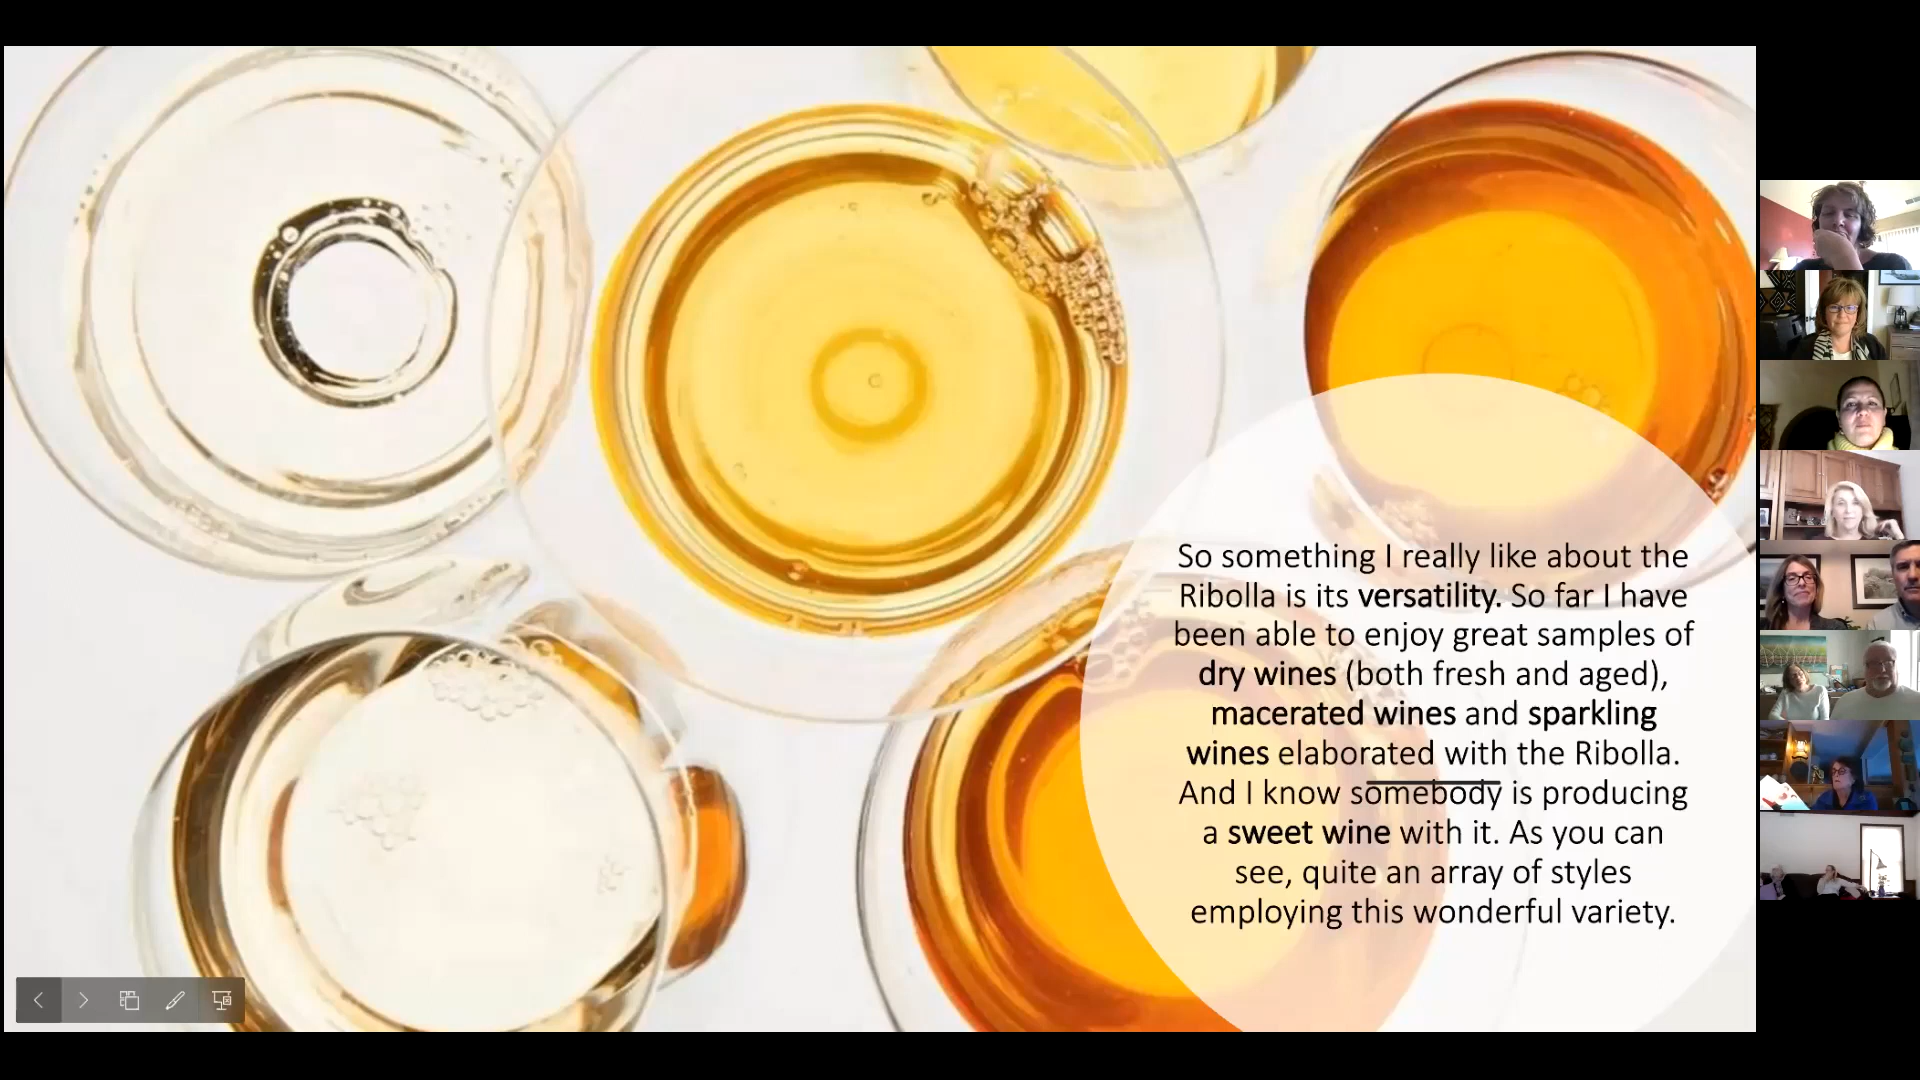 So something I really like about the
Ribolla is its versatility. So far I have
been able to enjoy great samples of
dry wines (both fresh and aged),
macerated wines and sparkling
wines elaborated with the Ribolla.
And I know somebody is producing
a sweet wine with it. As you can
see, quite an array of styles
employing this wonderful variety.